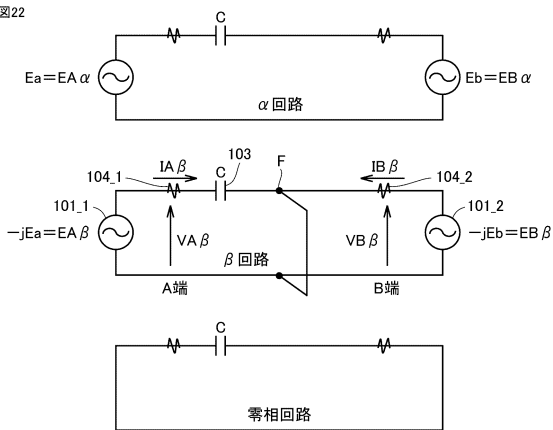 図22
C
Ea=EAα
Eb=EBα
α回路
IAβ
103
F
IBβ
104_1
C
104_2
101_1
101_2
-jEa=EAβ
VAβ
VBβ
-jEb=EBβ
β回路
A端
B端
C
零相回路